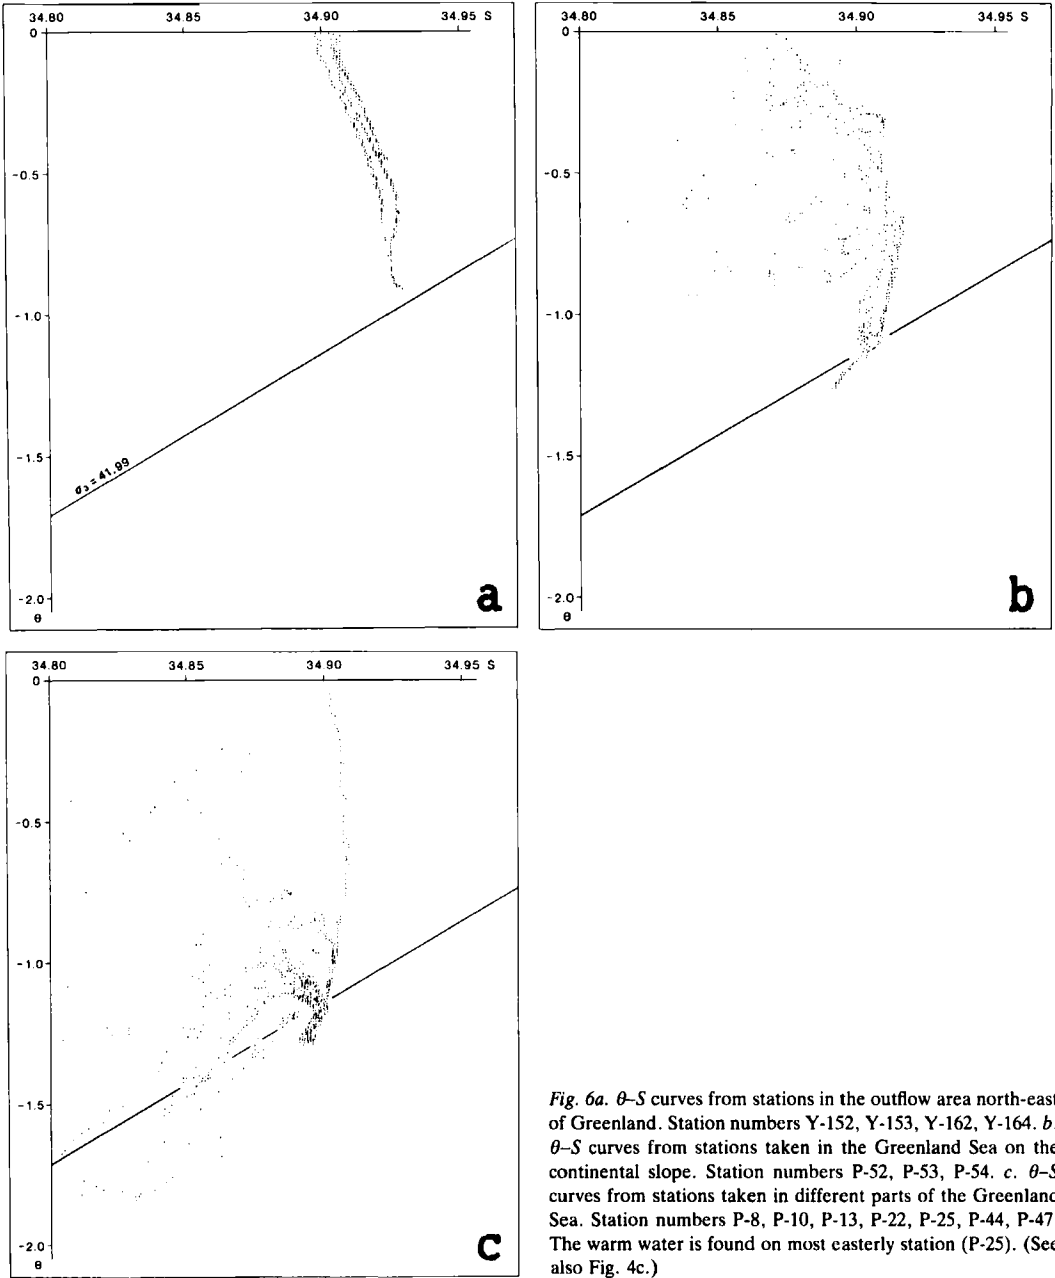 34.80 34.85 34.90 34.95 S
0
-0.5
-1.0
-1.5
-2.0
θ
σ₃ = 41.99
a
34.80 34.85 34.90 34.95 S
0
-0.5
-1.0
-1.5
-2.0
θ
b
34.80 34.85 34.90 34.95 S
0
-0.5
-1.0
-1.5
-2.0
θ
c
Fig. 6a. θ–S curves from stations in the outflow area north-east
of Greenland. Station numbers Y-152, Y-153, Y-162, Y-164. b.
θ–S curves from stations taken in the Greenland Sea on the
continental slope. Station numbers P-52, P-53, P-54. c. θ–S
curves from stations taken in different parts of the Greenland
Sea. Station numbers P-8, P-10, P-13, P-22, P-25, P-44, P-47
The warm water is found on most easterly station (P-25). (See
also Fig. 4c.)